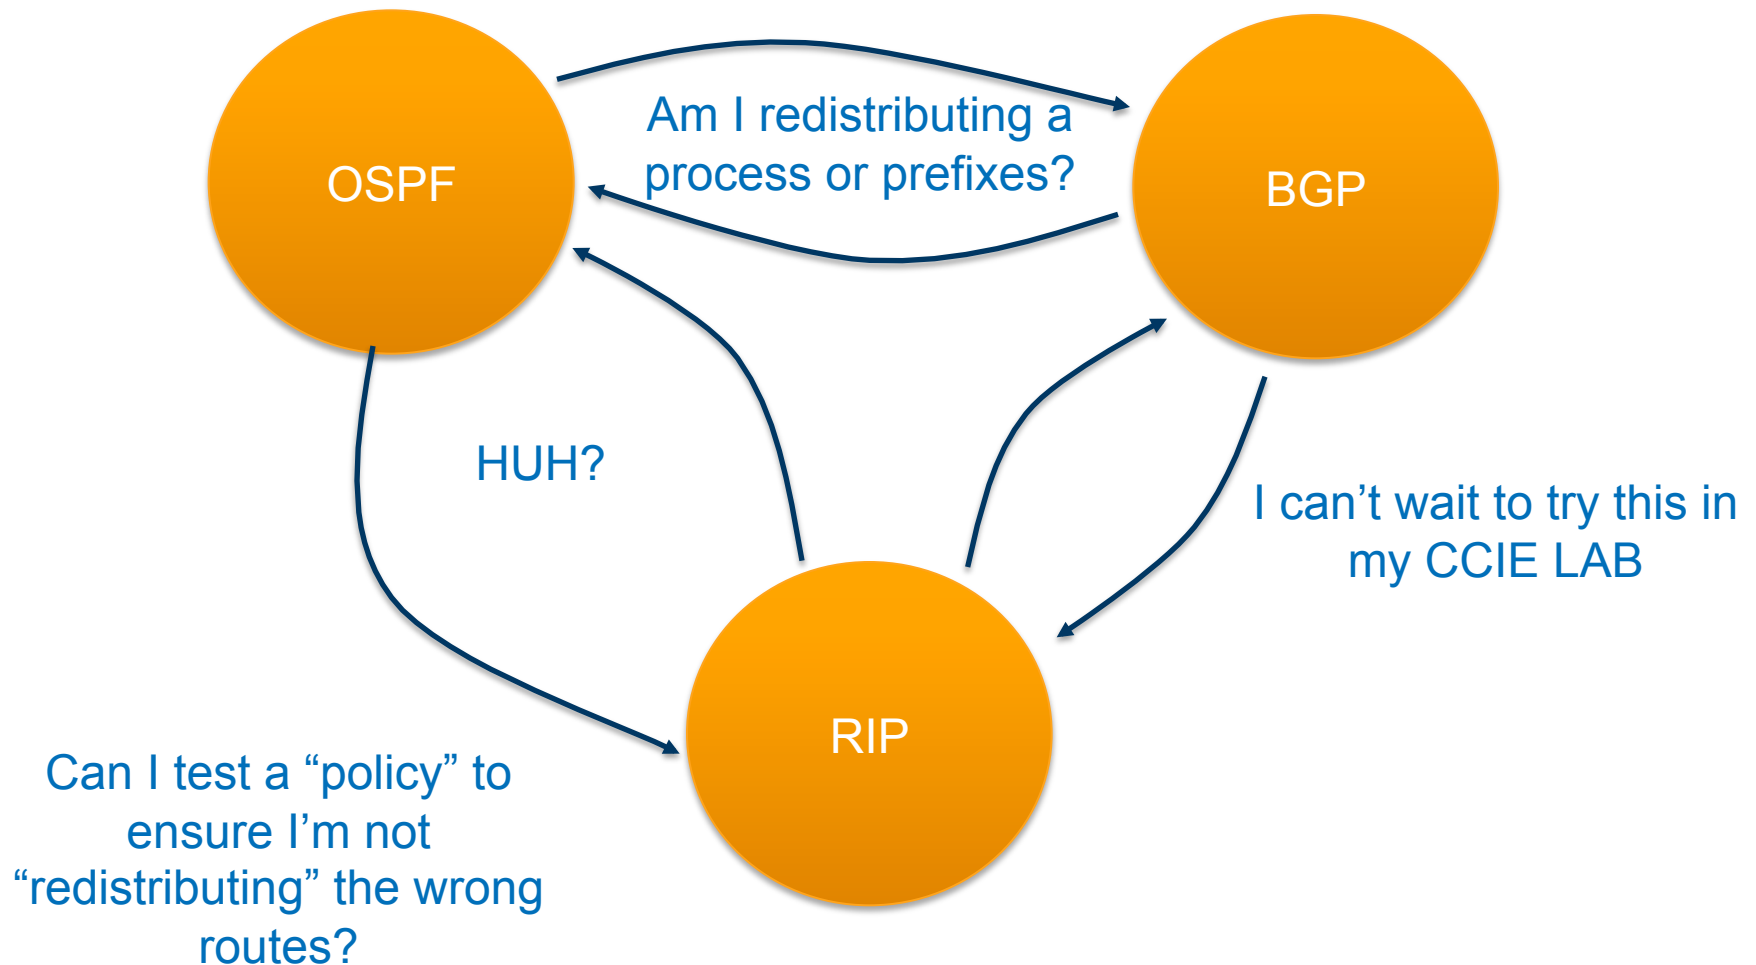 Am I redistributing a
process or prefixes?
OSPF
BGP
HUH?
I can’t wait to try this in
my CCIE LAB
RIP
Can I test a “policy” to
ensure I’m not
“redistributing” the wrong
routes?